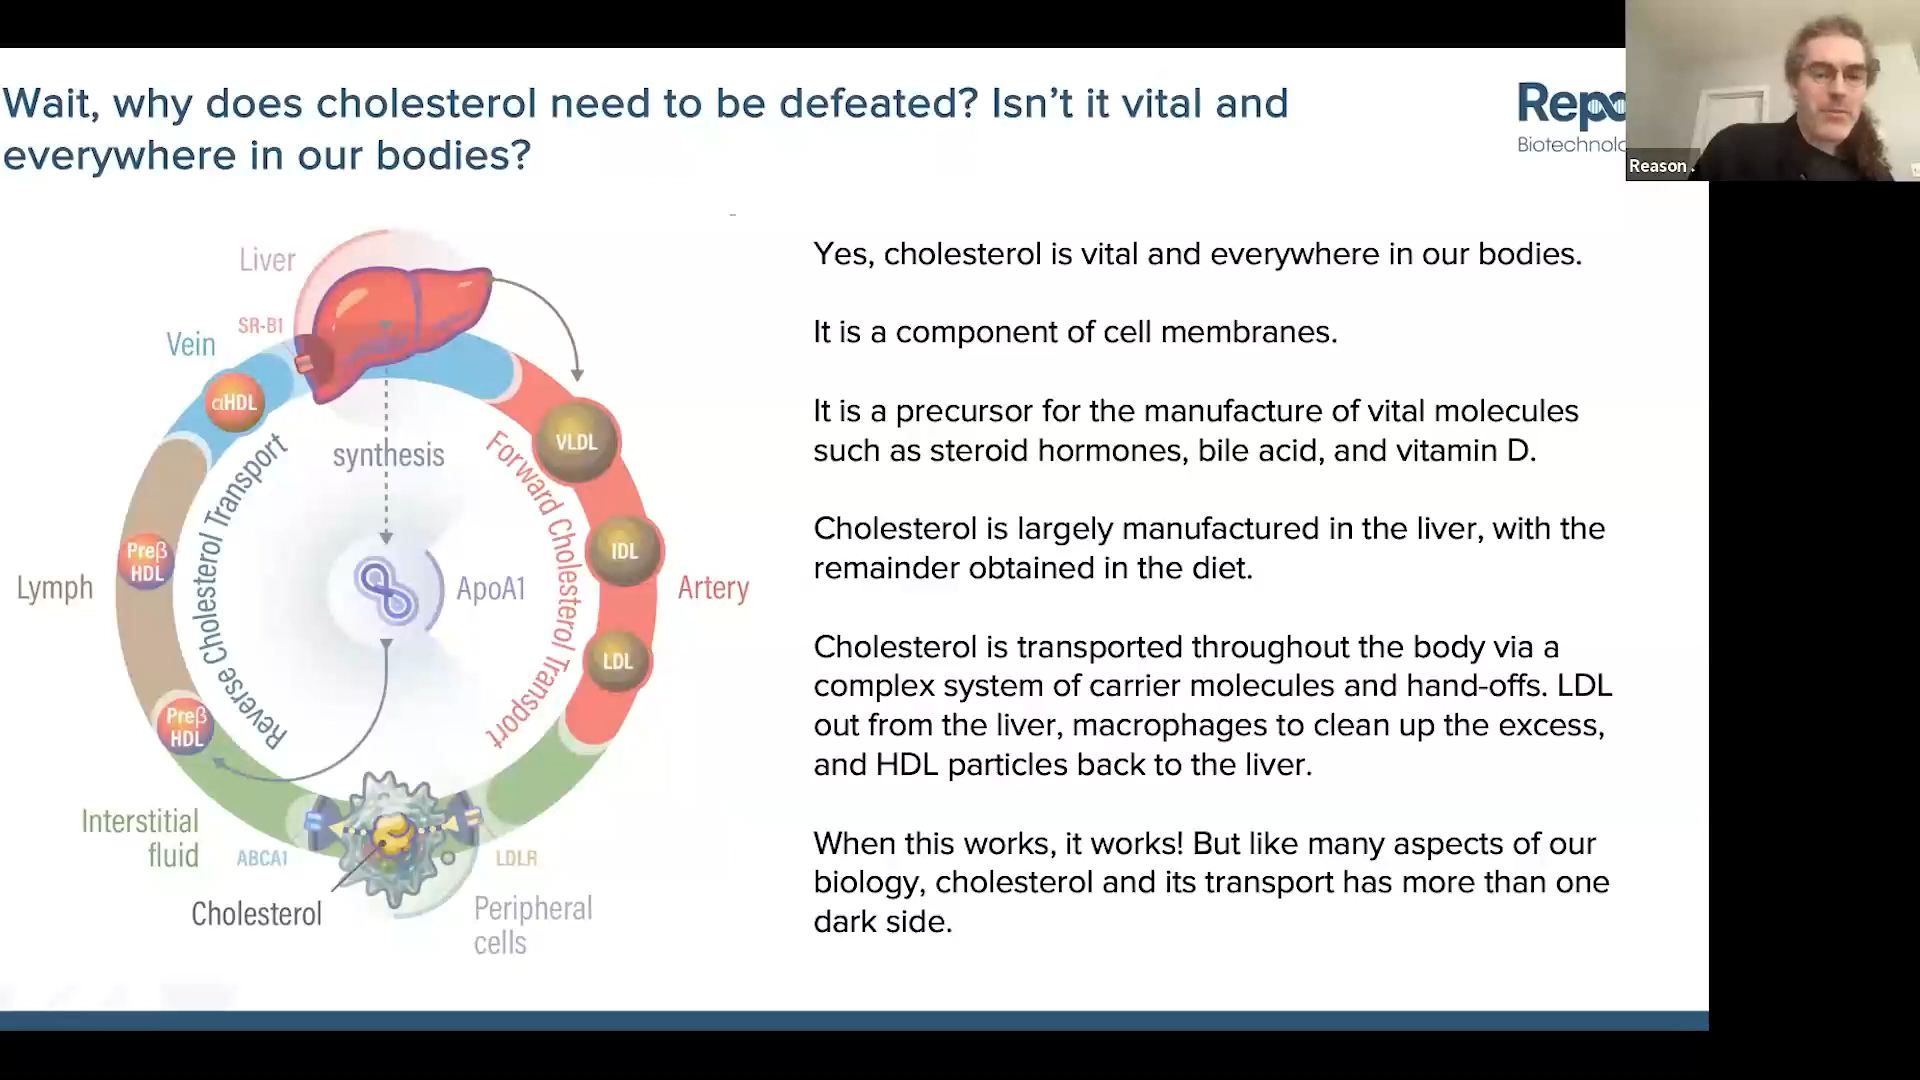 Wait, why does cholesterol need to be defeated? Isn't it vital and
everywhere in our bodies?
Reason .
Liver
SR-B1
Vein
αHDL
synthesis
VLDL
Forward Cholesterol Transport
Reverse Cholesterol Transport
IDL
Preβ
HDL
Lymph
ApoA1
Artery
LDL
Preβ
HDL
Interstitial
fluid
ABCA1
LDLR
Cholesterol
Peripheral
cells
Yes, cholesterol is vital and everywhere in our bodies.
It is a component of cell membranes.
It is a precursor for the manufacture of vital molecules
such as steroid hormones, bile acid, and vitamin D.
Cholesterol is largely manufactured in the liver, with the
remainder obtained in the diet.
Cholesterol is transported throughout the body via a
complex system of carrier molecules and hand-offs. LDL
out from the liver, macrophages to clean up the excess,
and HDL particles back to the liver.
When this works, it works! But like many aspects of our
biology, cholesterol and its transport has more than one
dark side.